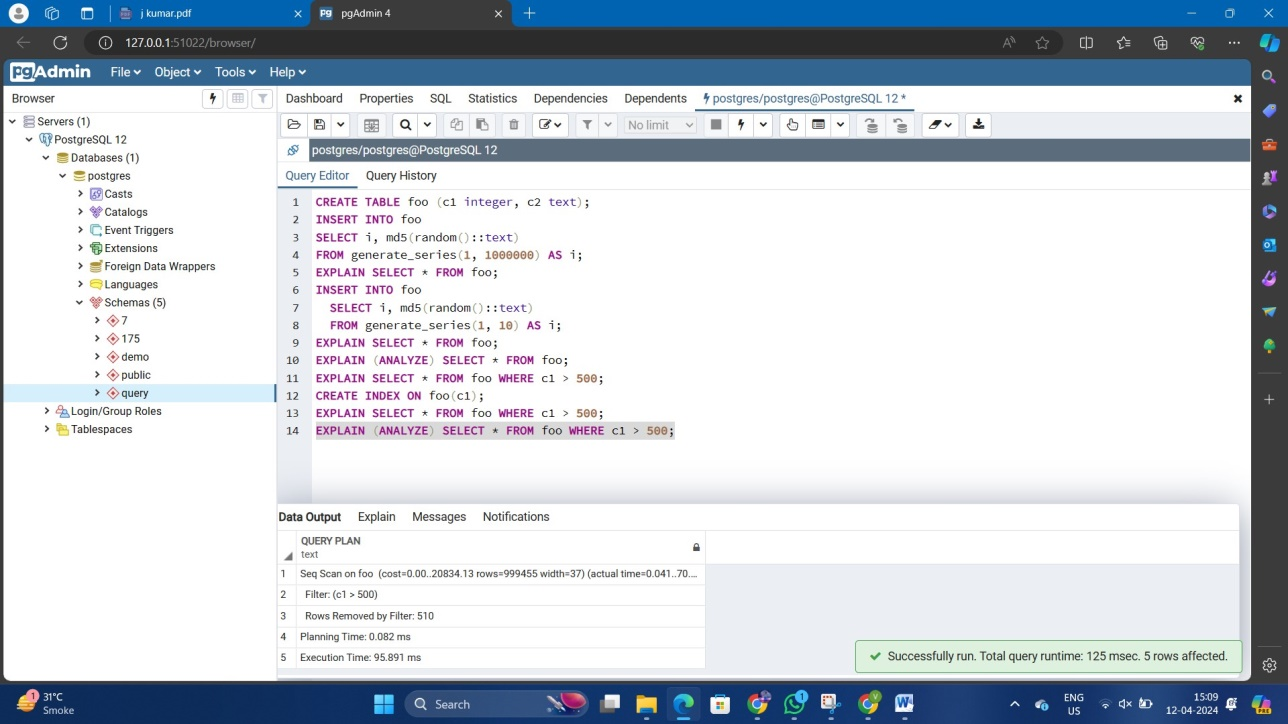 j kumar.pdf
pgAdmin 4
127.0.0.1:51022/browser/
pgAdmin File Object Tools Help
Browser
Dashboard Properties SQL Statistics Dependencies Dependents postgres/postgres@PostgreSQL 12 *
Servers (1)
PostgreSQL 12
Databases (1)
postgres
Casts
Catalogs
Event Triggers
Extensions
Foreign Data Wrappers
Languages
Schemas (5)
7
175
demo
public
query
Login/Group Roles
Tablespaces
No limit
postgres/postgres@PostgreSQL 12
Query Editor Query History
1 CREATE TABLE foo (c1 integer, c2 text);
2 INSERT INTO foo
3 SELECT i, md5(random()::text)
4 FROM generate_series(1, 1000000) AS i;
5 EXPLAIN SELECT * FROM foo;
6 INSERT INTO foo
7 SELECT i, md5(random()::text)
8 FROM generate_series(1, 10) AS i;
9 EXPLAIN SELECT * FROM foo;
10 EXPLAIN (ANALYZE) SELECT * FROM foo;
11 EXPLAIN SELECT * FROM foo WHERE c1 > 500;
12 CREATE INDEX ON foo(c1);
13 EXPLAIN SELECT * FROM foo WHERE c1 > 500;
14 EXPLAIN (ANALYZE) SELECT * FROM foo WHERE c1 > 500;
Data Output Explain Messages Notifications
QUERY PLAN
text
1 Seq Scan on foo (cost=0.00..20834.13 rows=999455 width=37) (actual time=0.041..70....
2 Filter: (c1 > 500)
3 Rows Removed by Filter: 510
4 Planning Time: 0.082 ms
5 Execution Time: 95.891 ms
Successfully run. Total query runtime: 125 msec. 5 rows affected.
1
31°C
Smoke
Search
1
V
W
ENG
US
15:09
12-04-2024
PRE